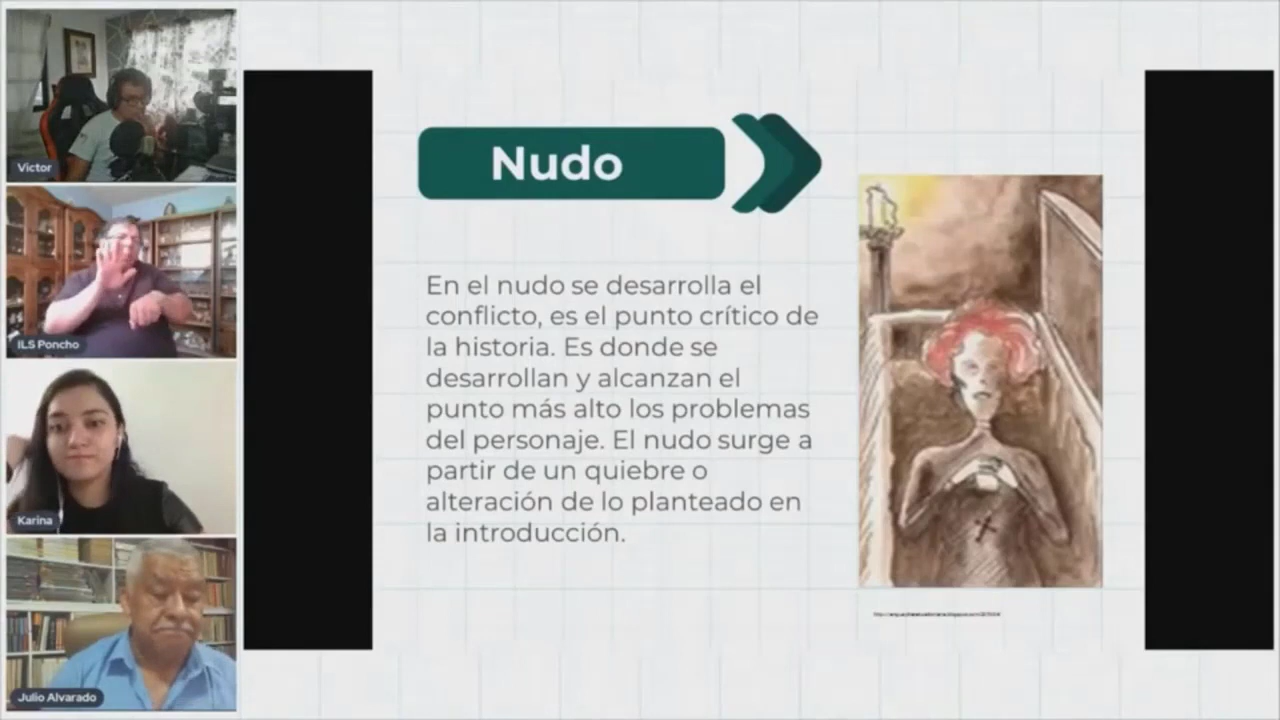 Victor
ILS Poncho
Karina
Julio Alvarado
Nudo
En el nudo se desarrolla el
conflicto, es el punto crítico de
la historia. Es donde se
desarrollan y alcanzan el
punto más alto los problemas
del personaje. El nudo surge a
partir de un quiebre o
alteración de lo planteado en
la introducción.